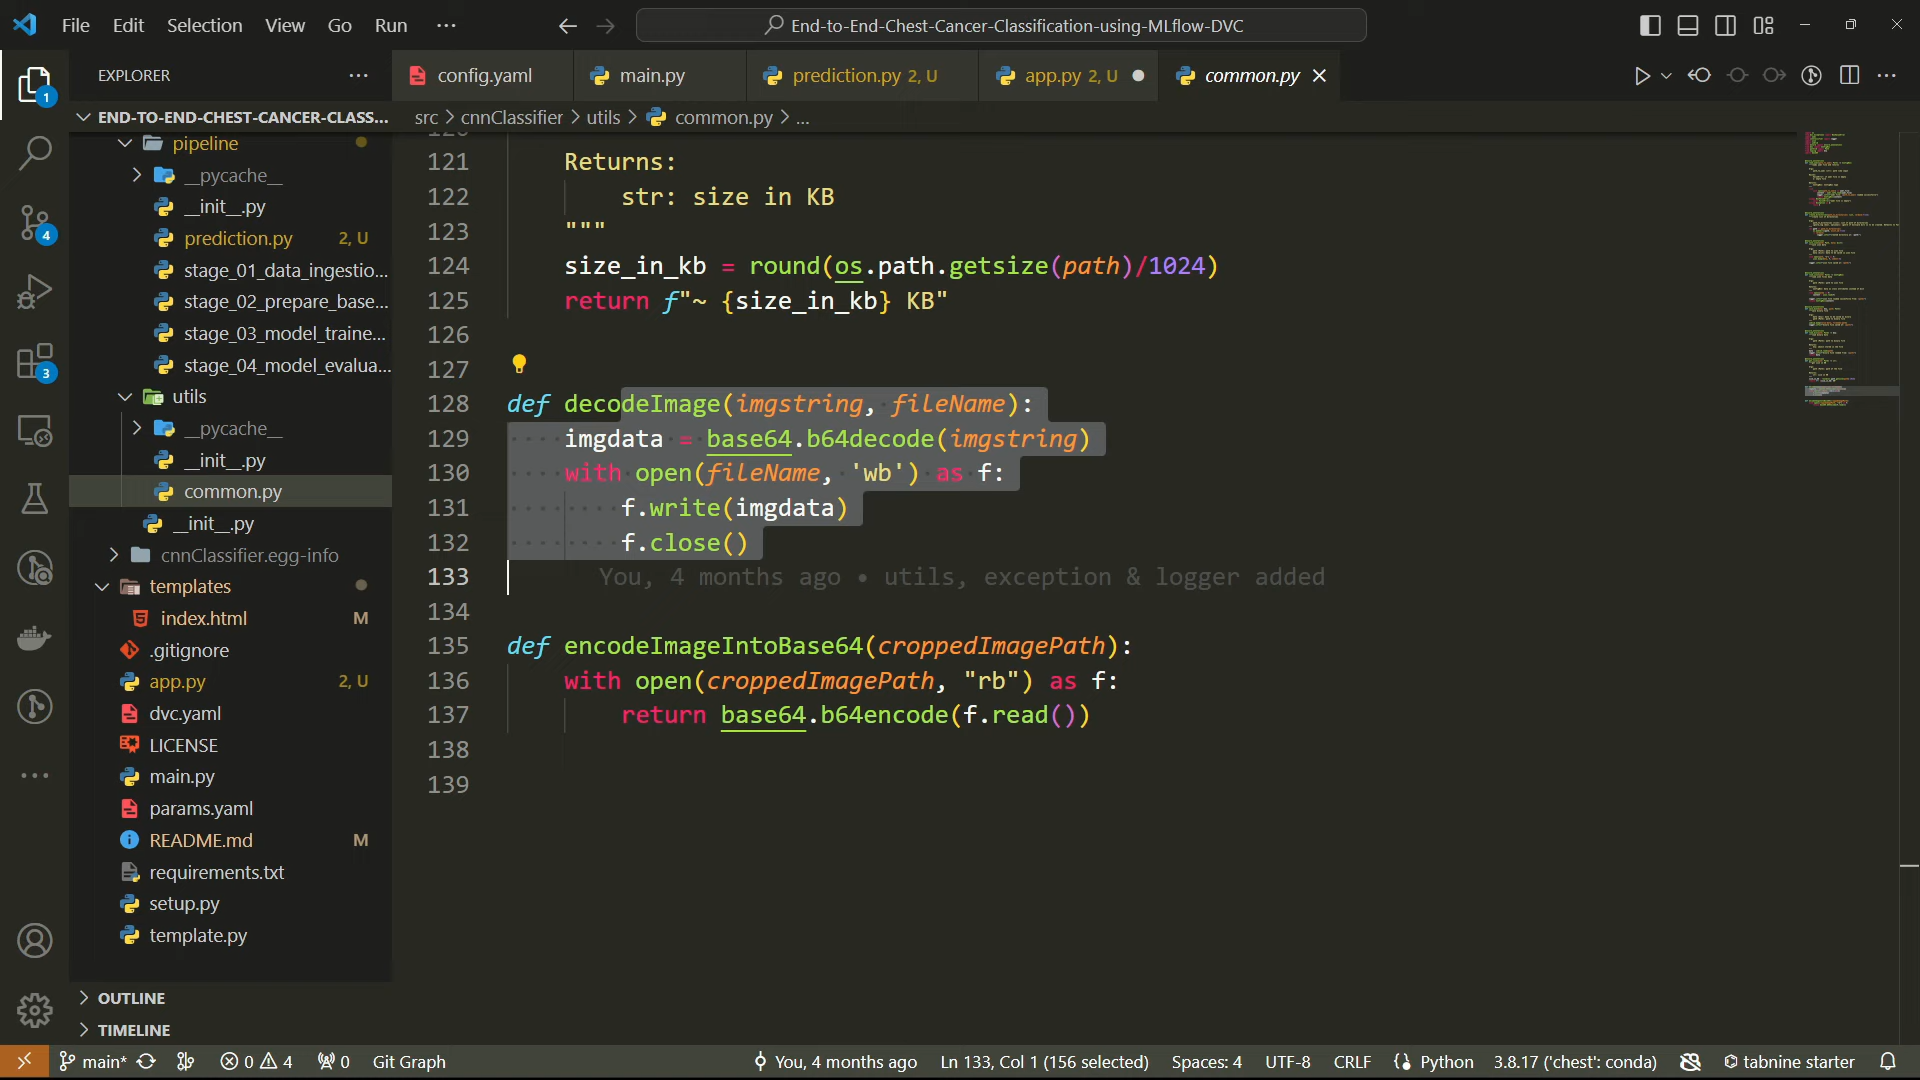 File Edit Selection View Go Run ···
End-to-End-Chest-Cancer-Classification-using-MLflow-DVC
EXPLORER
config.yaml
main.py
prediction.py 2, U
app.py 2, U
common.py
END-TO-END-CHEST-CANCER-CLASS...
src > cnnClassifier > utils > common.py > ...
pipeline
__pycache__
__init__.py
prediction.py 2, U
stage_01_data_ingestio...
stage_02_prepare_base...
stage_03_model_traine...
stage_04_model_evalua...
utils
__pycache__
__init__.py
common.py
__init__.py
cnnClassifier.egg-info
templates
index.html M
.gitignore
app.py 2, U
dvc.yaml
LICENSE
main.py
params.yaml
README.md M
requirements.txt
setup.py
template.py
OUTLINE
TIMELINE
1
4
3
121 Returns:
122 str: size in KB
123 """
124 size_in_kb = round(os.path.getsize(path)/1024)
125 return f"~ {size_in_kb} KB"
126
127
128 def decodeImage(imgstring, fileName):
129 imgdata = base64.b64decode(imgstring)
130 with open(fileName, 'wb') as f:
131 f.write(imgdata)
132 f.close()
133 You, 4 months ago • utils, exception & logger added
134
135 def encodeImageIntoBase64(croppedImagePath):
136 with open(croppedImagePath, "rb") as f:
137 return base64.b64encode(f.read())
138
139
main* 0 4 0 Git Graph You, 4 months ago Ln 133, Col 1 (156 selected) Spaces: 4 UTF-8 CRLF Python 3.8.17 ('chest': conda) tabnine starter